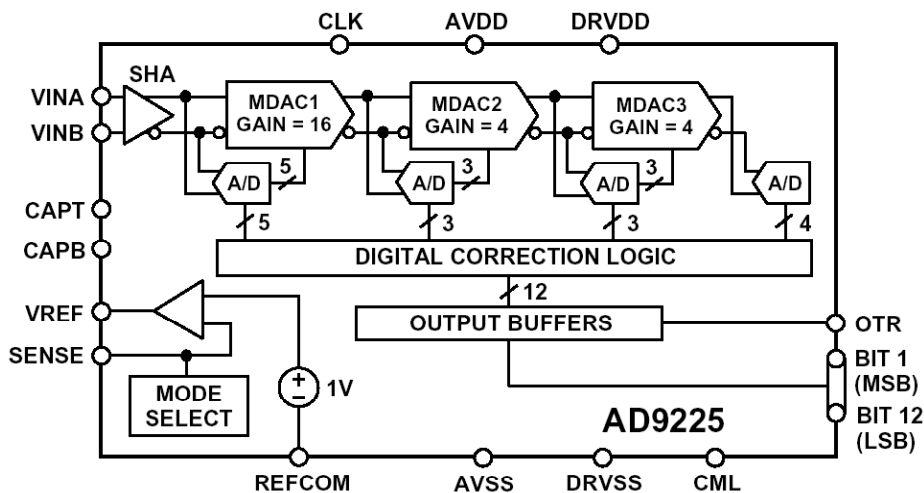 CLK AVDD DRVDD
SHA
VINA
VINB
MDAC1
GAIN = 16
MDAC2
GAIN = 4
MDAC3
GAIN = 4
5 3 3
A/D A/D A/D A/D
5 3 3 4
CAPT
CAPB
DIGITAL CORRECTION LOGIC
12
VREF
OUTPUT BUFFERS
OTR
SENSE
MODE
SELECT
+
−
1V
BIT 1
(MSB)
BIT 12
(LSB)
AD9225
REFCOM AVSS DRVSS CML